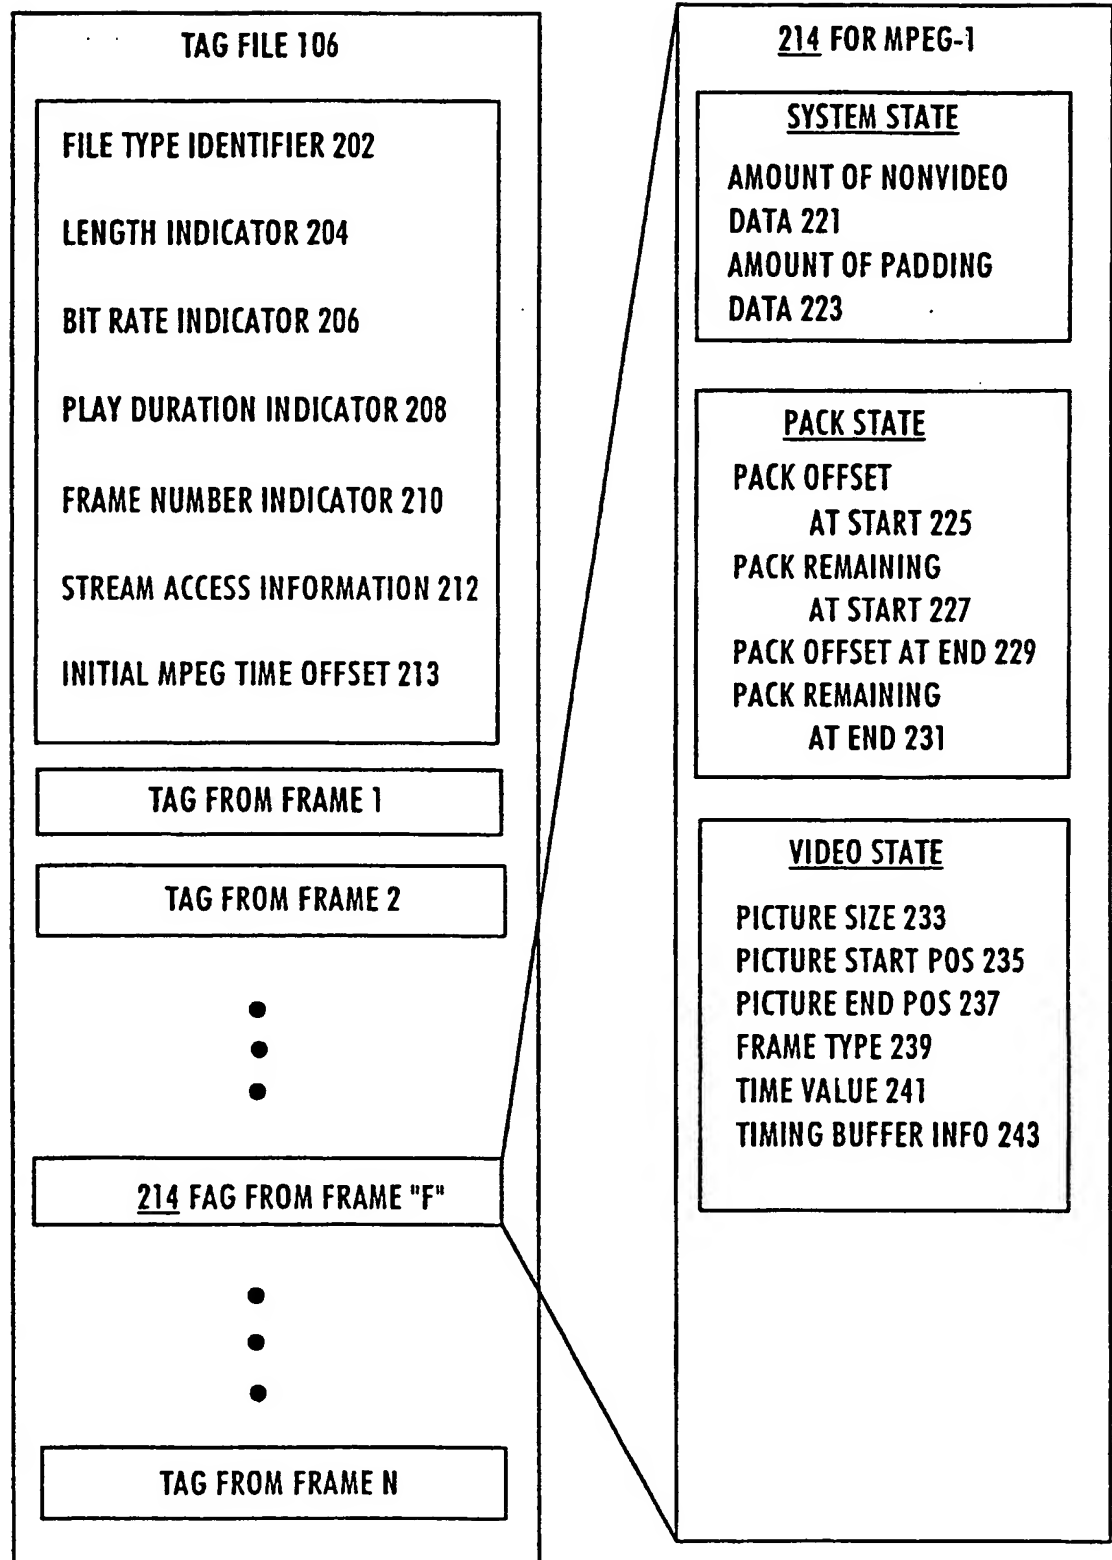 TAG FILE 106
FILE TYPE IDENTIFIER 202
LENGTH INDICATOR 204
BIT RATE INDICATOR 206
PLAY DURATION INDICATOR 208
FRAME NUMBER INDICATOR 210
STREAM ACCESS INFORMATION 212
INITIAL MPEG TIME OFFSET 213
TAG FROM FRAME 1
TAG FROM FRAME 2
214 FAG FROM FRAME "F"
TAG FROM FRAME N
214 FOR MPEG-1
SYSTEM STATE
AMOUNT OF NONVIDEO
DATA 221
AMOUNT OF PADDING
DATA 223
PACK STATE
PACK OFFSET
AT START 225
PACK REMAINING
AT START 227
PACK OFFSET AT END 229
PACK REMAINING
AT END 231
VIDEO STATE
PICTURE SIZE 233
PICTURE START POS 235
PICTURE END POS 237
FRAME TYPE 239
TIME VALUE 241
TIMING BUFFER INFO 243